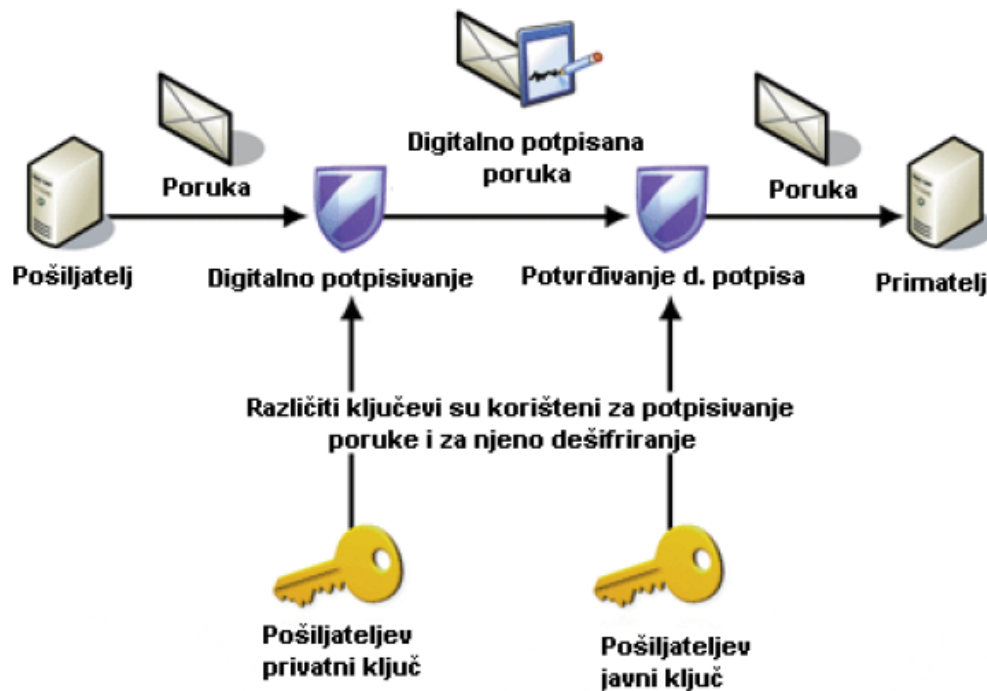 Digitalno potpisana
poruka
Poruka
Poruka
Pošiljatelj
Digitalno potpisivanje
Potvrđivanje d. potpisa
Primatelj
Različiti ključevi su korišteni za potpisivanje
poruke i za njeno dešifriranje
Pošiljateljev
privatni ključ
Pošiljateljev
javni ključ